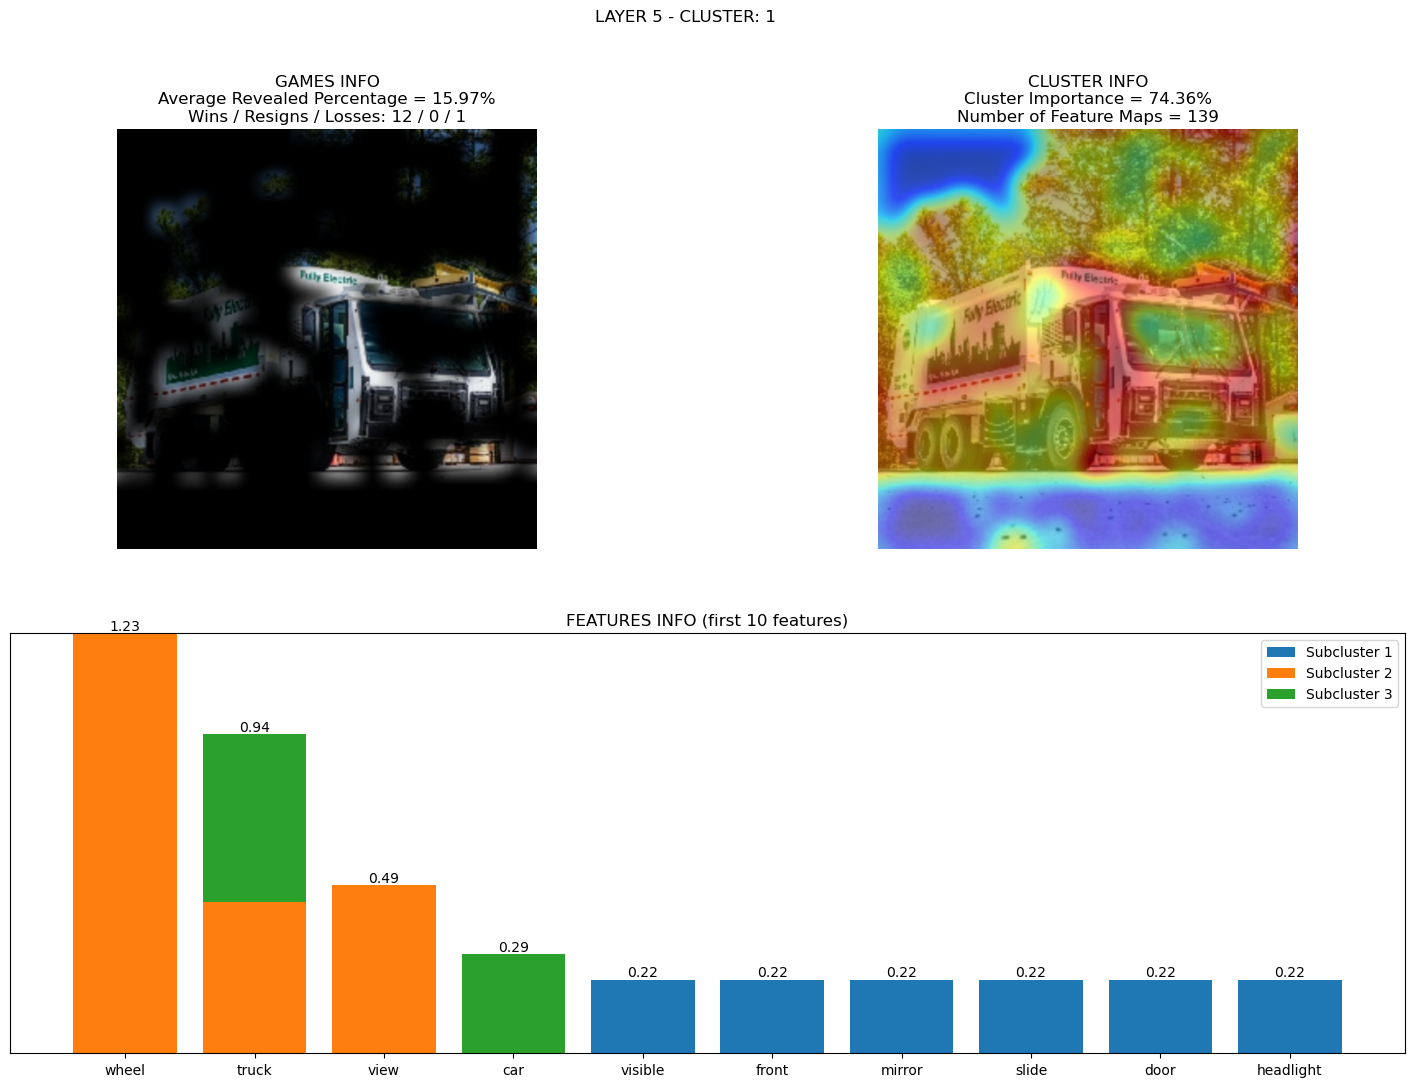 LAYER 5 - CLUSTER: 1
GAMES INFO
Average Revealed Percentage = 15.97%
Wins / Resigns / Losses: 12 / 0 / 1
Fully Electric
Fully Electric
CLUSTER INFO
Cluster Importance = 74.36%
Number of Feature Maps = 139
Fully Electric
Fully Electric
FEATURES INFO (first 10 features)
1.23
0.94
0.49
0.29
0.22
0.22
0.22
0.22
0.22
0.22
Subcluster 1
Subcluster 2
Subcluster 3
wheel
truck
view
car
visible
front
mirror
slide
door
headlight